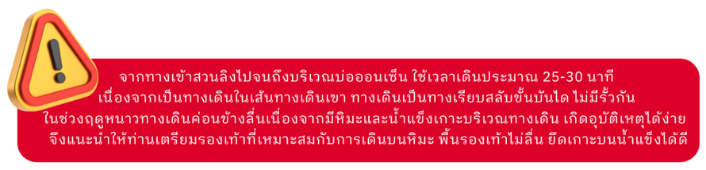 จากทางเข้าสวนลิงไปจนถึงบริเวณบ่อออนเซ็น ใช้เวลาเดินประมาณ 25-30 นาที
เนื่องจากเป็นทางเดินในเส้นทางเดินเขา ทางเดินเป็นทางเรียบสลับขั้นบันได ไม่มีรั้วกัน
ในช่วงฤดูหนาวทางเดินค่อนข้างลื่นเนื่องจากมีหิมะและน้ำแข็งเกาะบริเวณทางเดิน เกิดอุบัติเหตุได้ง่าย
จึงแนะนำให้ท่านเตรียมรองเท้าที่เหมาะสมกับการเดินบนหิมะ พื้นรองเท้าไม่ลื่น ยึดเกาะบนน้ำแข็งได้ดี